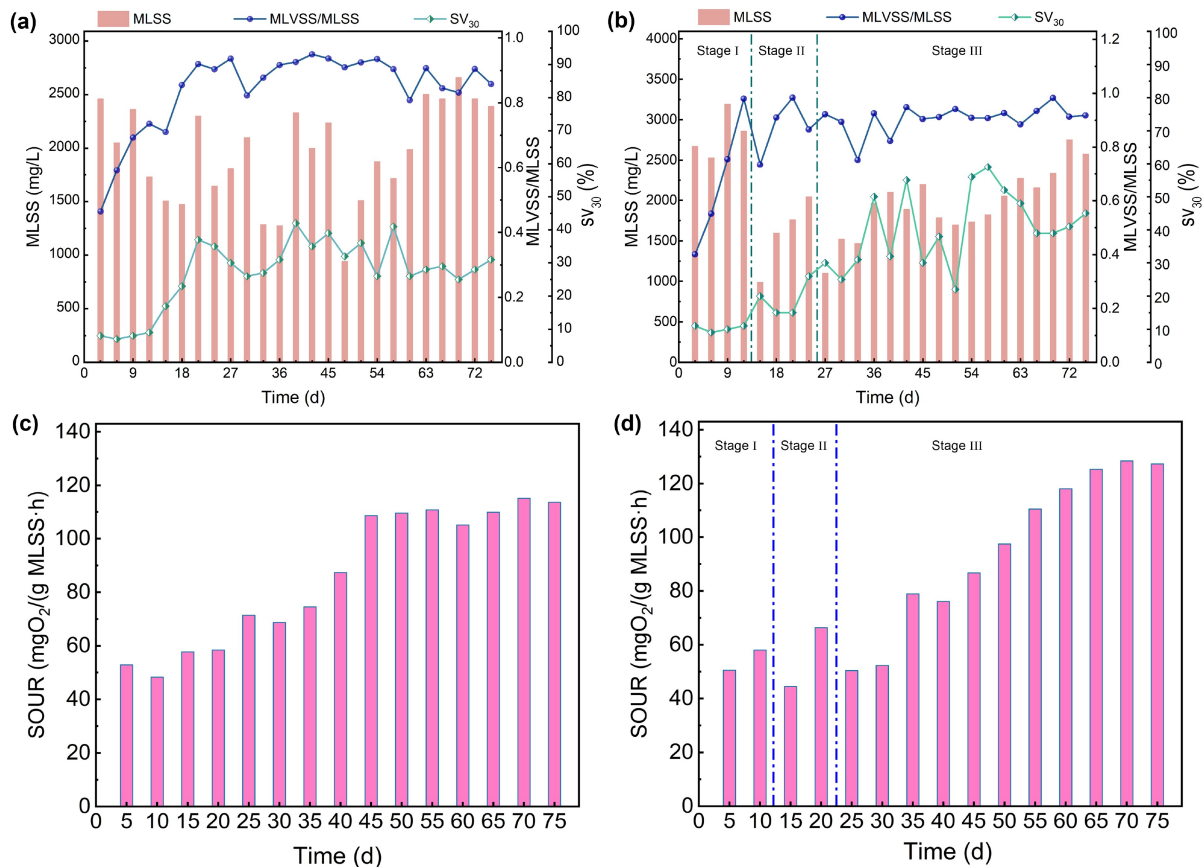 (a)
MLSS MLVSS/MLSS SV30
MLSS (mg/L)
3000
2500
2000
1500
1000
500
0
1.0
0.8
0.6
0.4
0.2
0.0
MLVSS/MLSS
100
90
80
70
60
50
40
30
20
10
0
SV30 (%)
0 9 18 27 36 45 54 63 72
Time (d)
(b)
MLSS MLVSS/MLSS SV30
Stage I Stage II Stage III
MLSS (mg/L)
4000
3500
3000
2500
2000
1500
1000
500
0
1.2
1.0
0.8
0.6
0.4
0.2
0.0
MLVSS/MLSS
100
90
80
70
60
50
40
30
20
10
0
SV30 (%)
0 9 18 27 36 45 54 63 72
Time (d)
(c)
SOUR (mgO2/(g MLSS·h)
140
120
100
80
60
40
20
0
0 5 10 15 20 25 30 35 40 45 50 55 60 65 70 75
Time (d)
(d)
Stage I Stage II Stage III
SOUR (mgO2/(g MLSS·h)
140
120
100
80
60
40
20
0
0 5 10 15 20 25 30 35 40 45 50 55 60 65 70 75
Time (d)